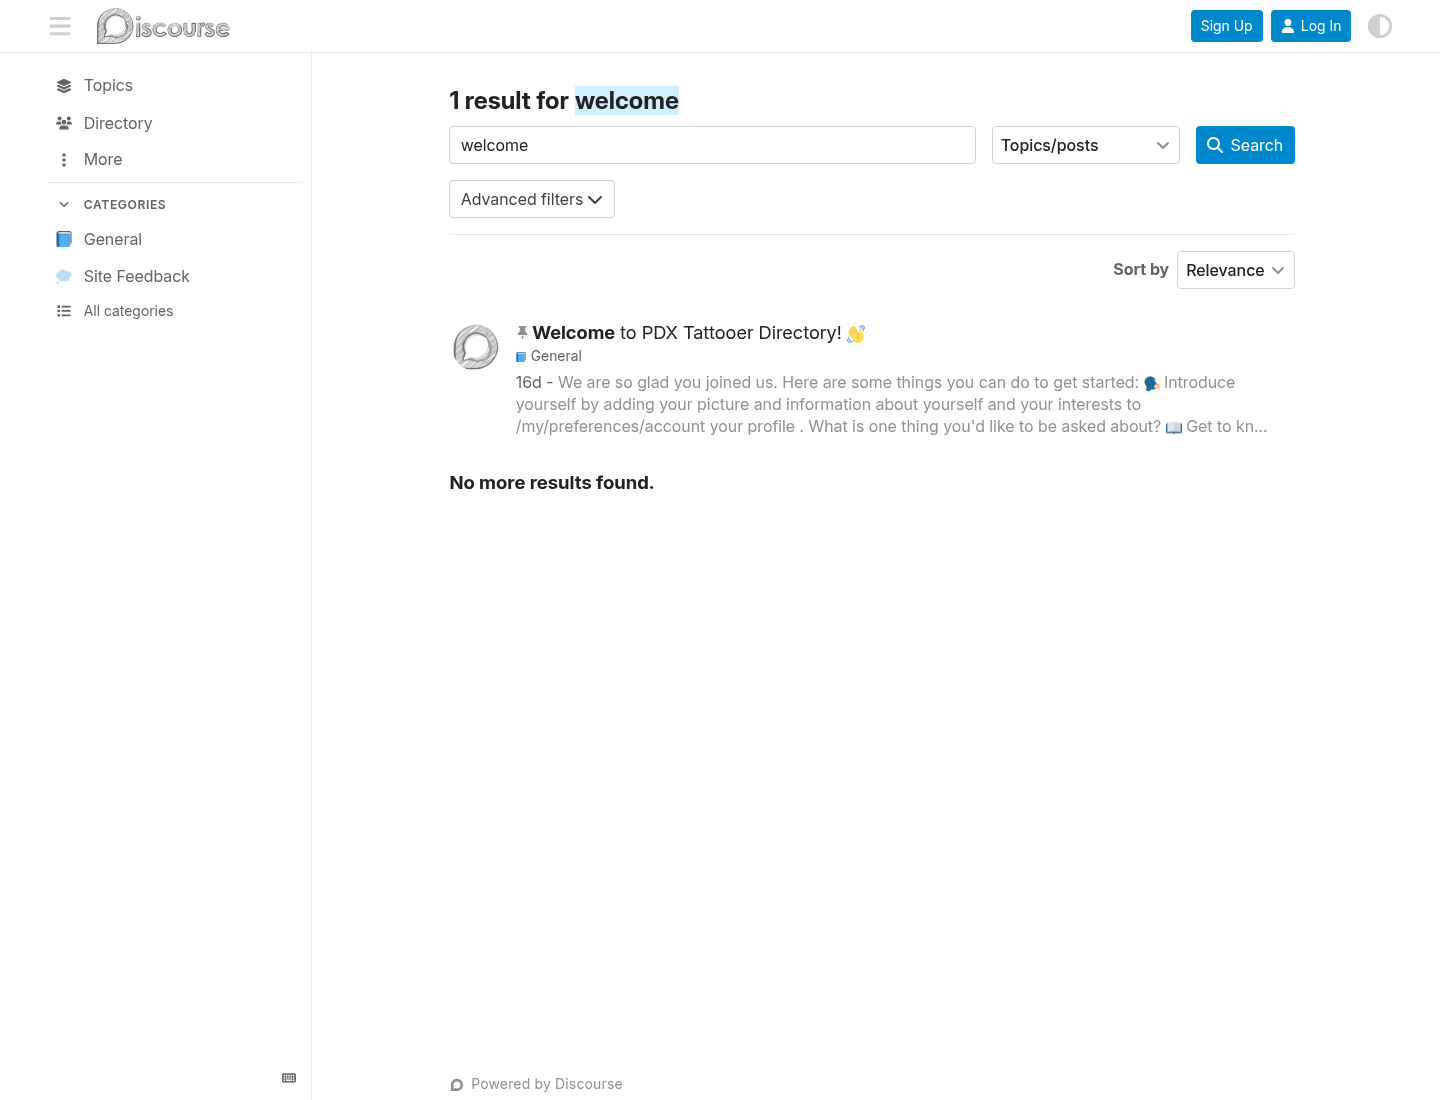 Discourse
Sign Up
Log In
Topics
Directory
More
CATEGORIES
General
Site Feedback
All categories
1 result for welcome
welcome
Topics/posts
Search
Advanced filters
Sort by
Relevance
Welcome to PDX Tattooer Directory! 👋
General
16d - We are so glad you joined us. Here are some things you can do to get started: 🗣 Introduce
yourself by adding your picture and information about yourself and your interests to
/my/preferences/account your profile . What is one thing you'd like to be asked about? 📖 Get to kn...
No more results found.
Powered by Discourse